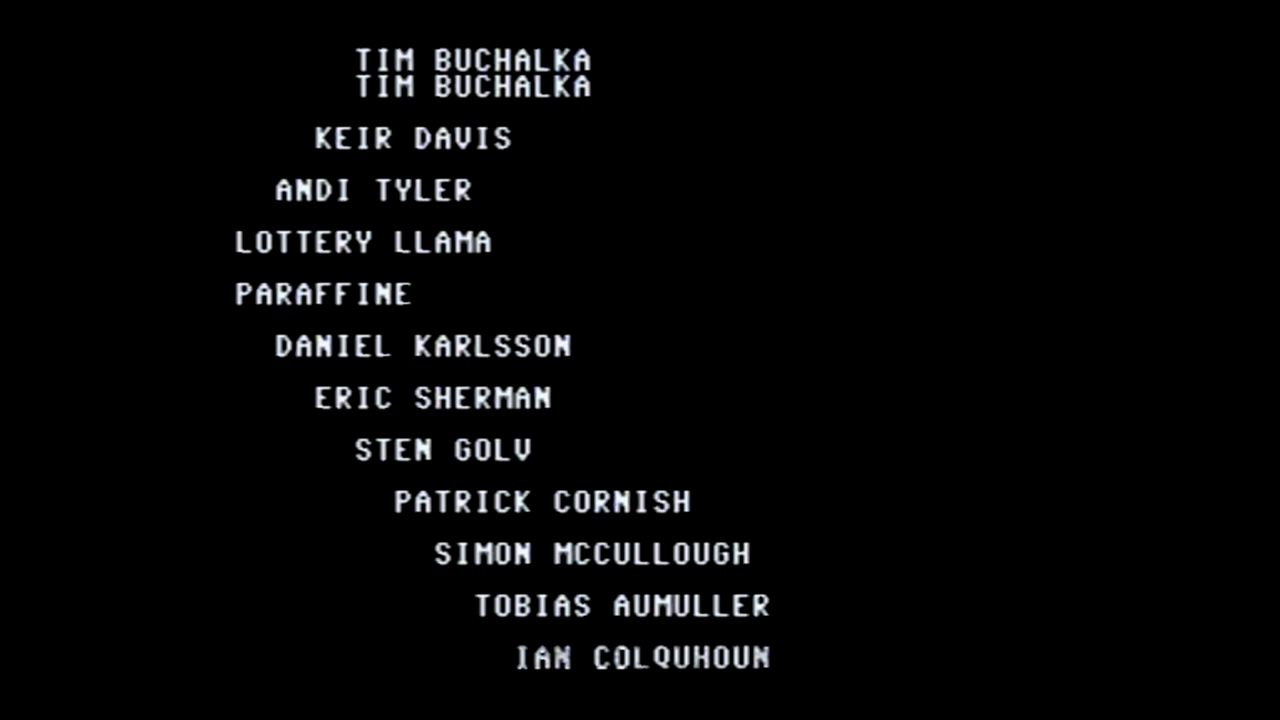 TIM BUCHALKA
TIM BUCHALKA
KEIR DAVIS
ANDI TYLER
LOTTERY LLAMA
PARAFFINE
DANIEL KARLSSON
ERIC SHERMAN
STEN GOLV
PATRICK CORNISH
SIMON MCCULLOUGH
TOBIAS AUMULLER
IAN COLQUHOUN